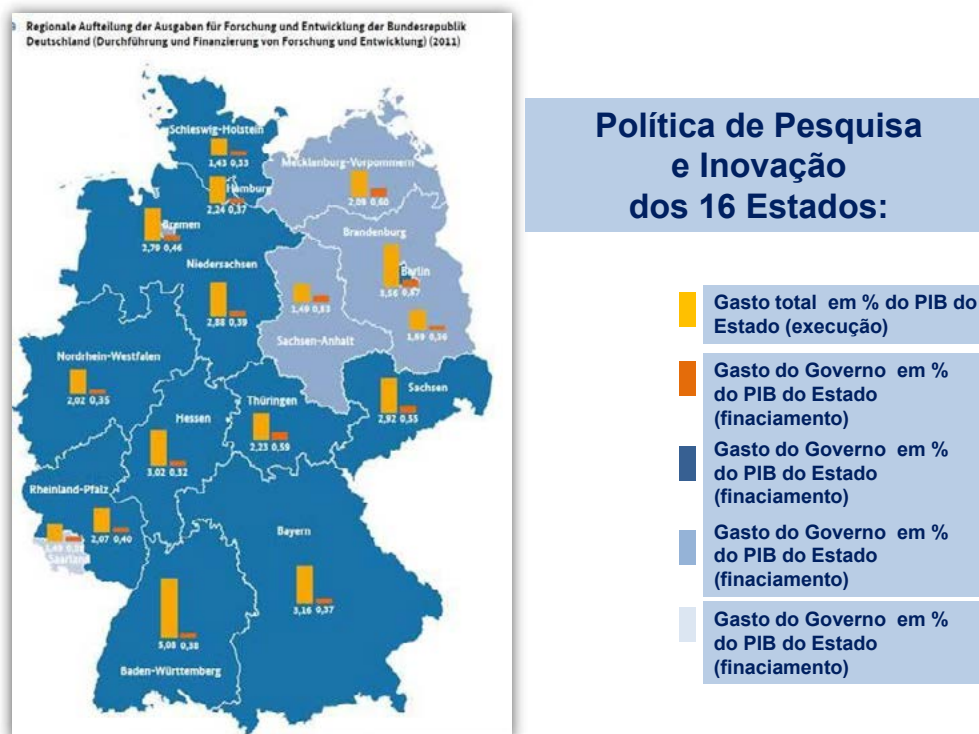 Regionale Aufteilung der Ausgaben für Forschung und Entwicklung der Bundesrepublik
Deutschland (Durchführung und Finanzierung von Forschung und Entwicklung) (2011)
Política de Pesquisa
e Inovação
dos 16 Estados:
Gasto total em % do PIB do
Estado (execução)
Gasto do Governo em %
do PIB do Estado
(finaciamento)
Gasto do Governo em %
do PIB do Estado
(finaciamento)
Gasto do Governo em %
do PIB do Estado
(finaciamento)
Gasto do Governo em %
do PIB do Estado
(finaciamento)
Schleswig-Holstein
1,43 0,33
Hamburg
2,24 0,37
Mecklenburg-Vorpommern
2,09 0,60
Bremen
2,79 0,46
Brandenburg
Berlin
3,56
Niedersachsen
2,88 0,39
1,49
Sachsen-Anhalt
1,69
Nordrhein-Westfalen
2,02 0,35
Sachsen
2,92 0,55
Thüringen
2,23 0,59
Hessen
3,02 0,32
Rheinland-Pfalz
2,07 0,40
1,49
Saarland
Bayern
3,16 0,37
5,08 0,38
Baden-Württemberg